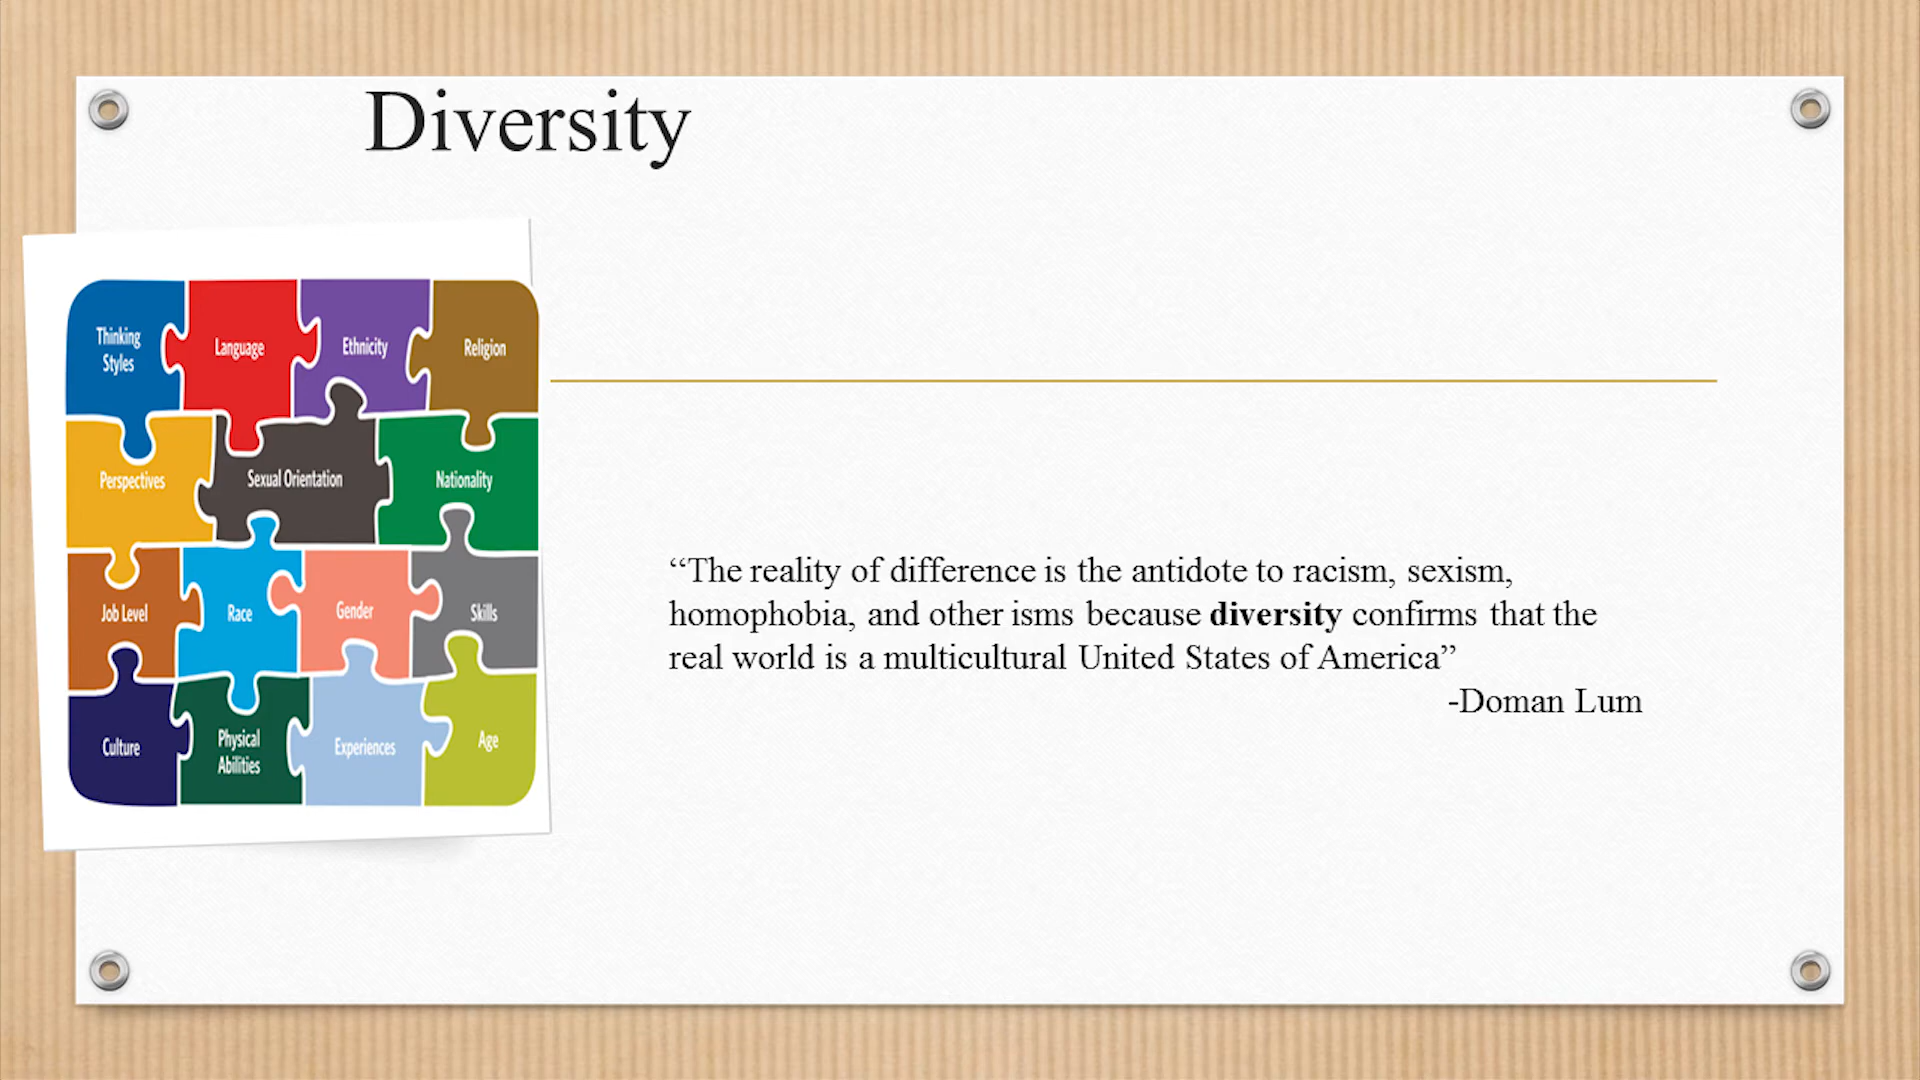 Diversity
Thinking
Styles
Language
Ethnicity
Religion
Perspectives
Sexual Orientation
Nationality
Job Level
Race
Gender
Skills
Culture
Physical
Abilities
Experiences
Age
“The reality of difference is the antidote to racism, sexism,
homophobia, and other isms because diversity confirms that the
real world is a multicultural United States of America”
-Doman Lum